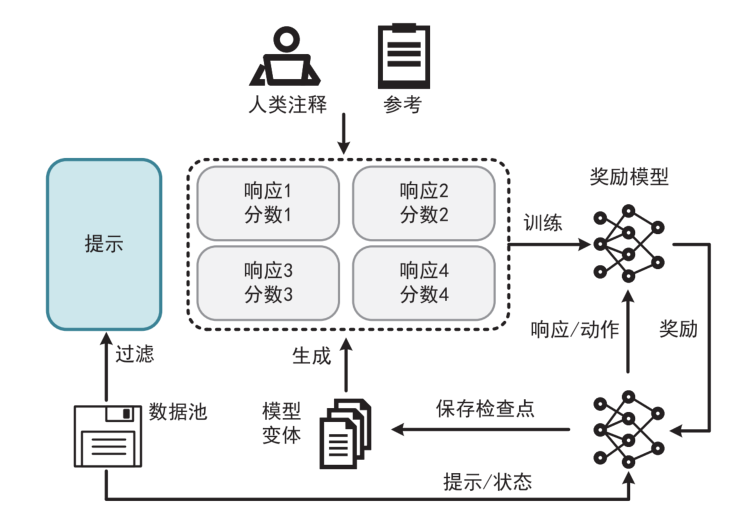 人类注释
参考
奖励模型
提示
响应1
分数1
响应2
分数2
训练
响应3
分数3
响应4
分数4
过滤
生成
响应/动作
奖励
数据池
模型
变体
保存检查点
提示/状态